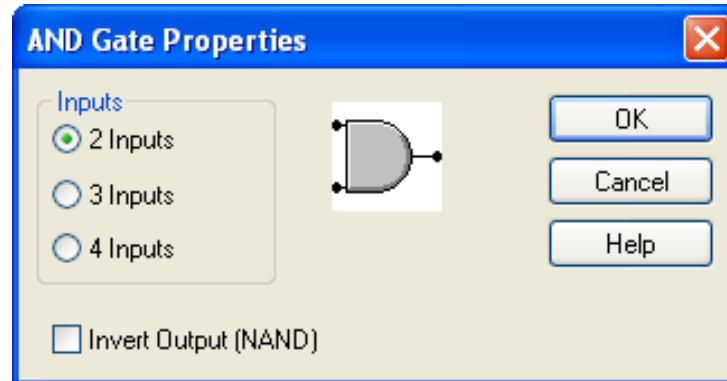 AND Gate Properties
Inputs
2 Inputs
3 Inputs
4 Inputs
OK
Cancel
Help
Invert Output (NAND)